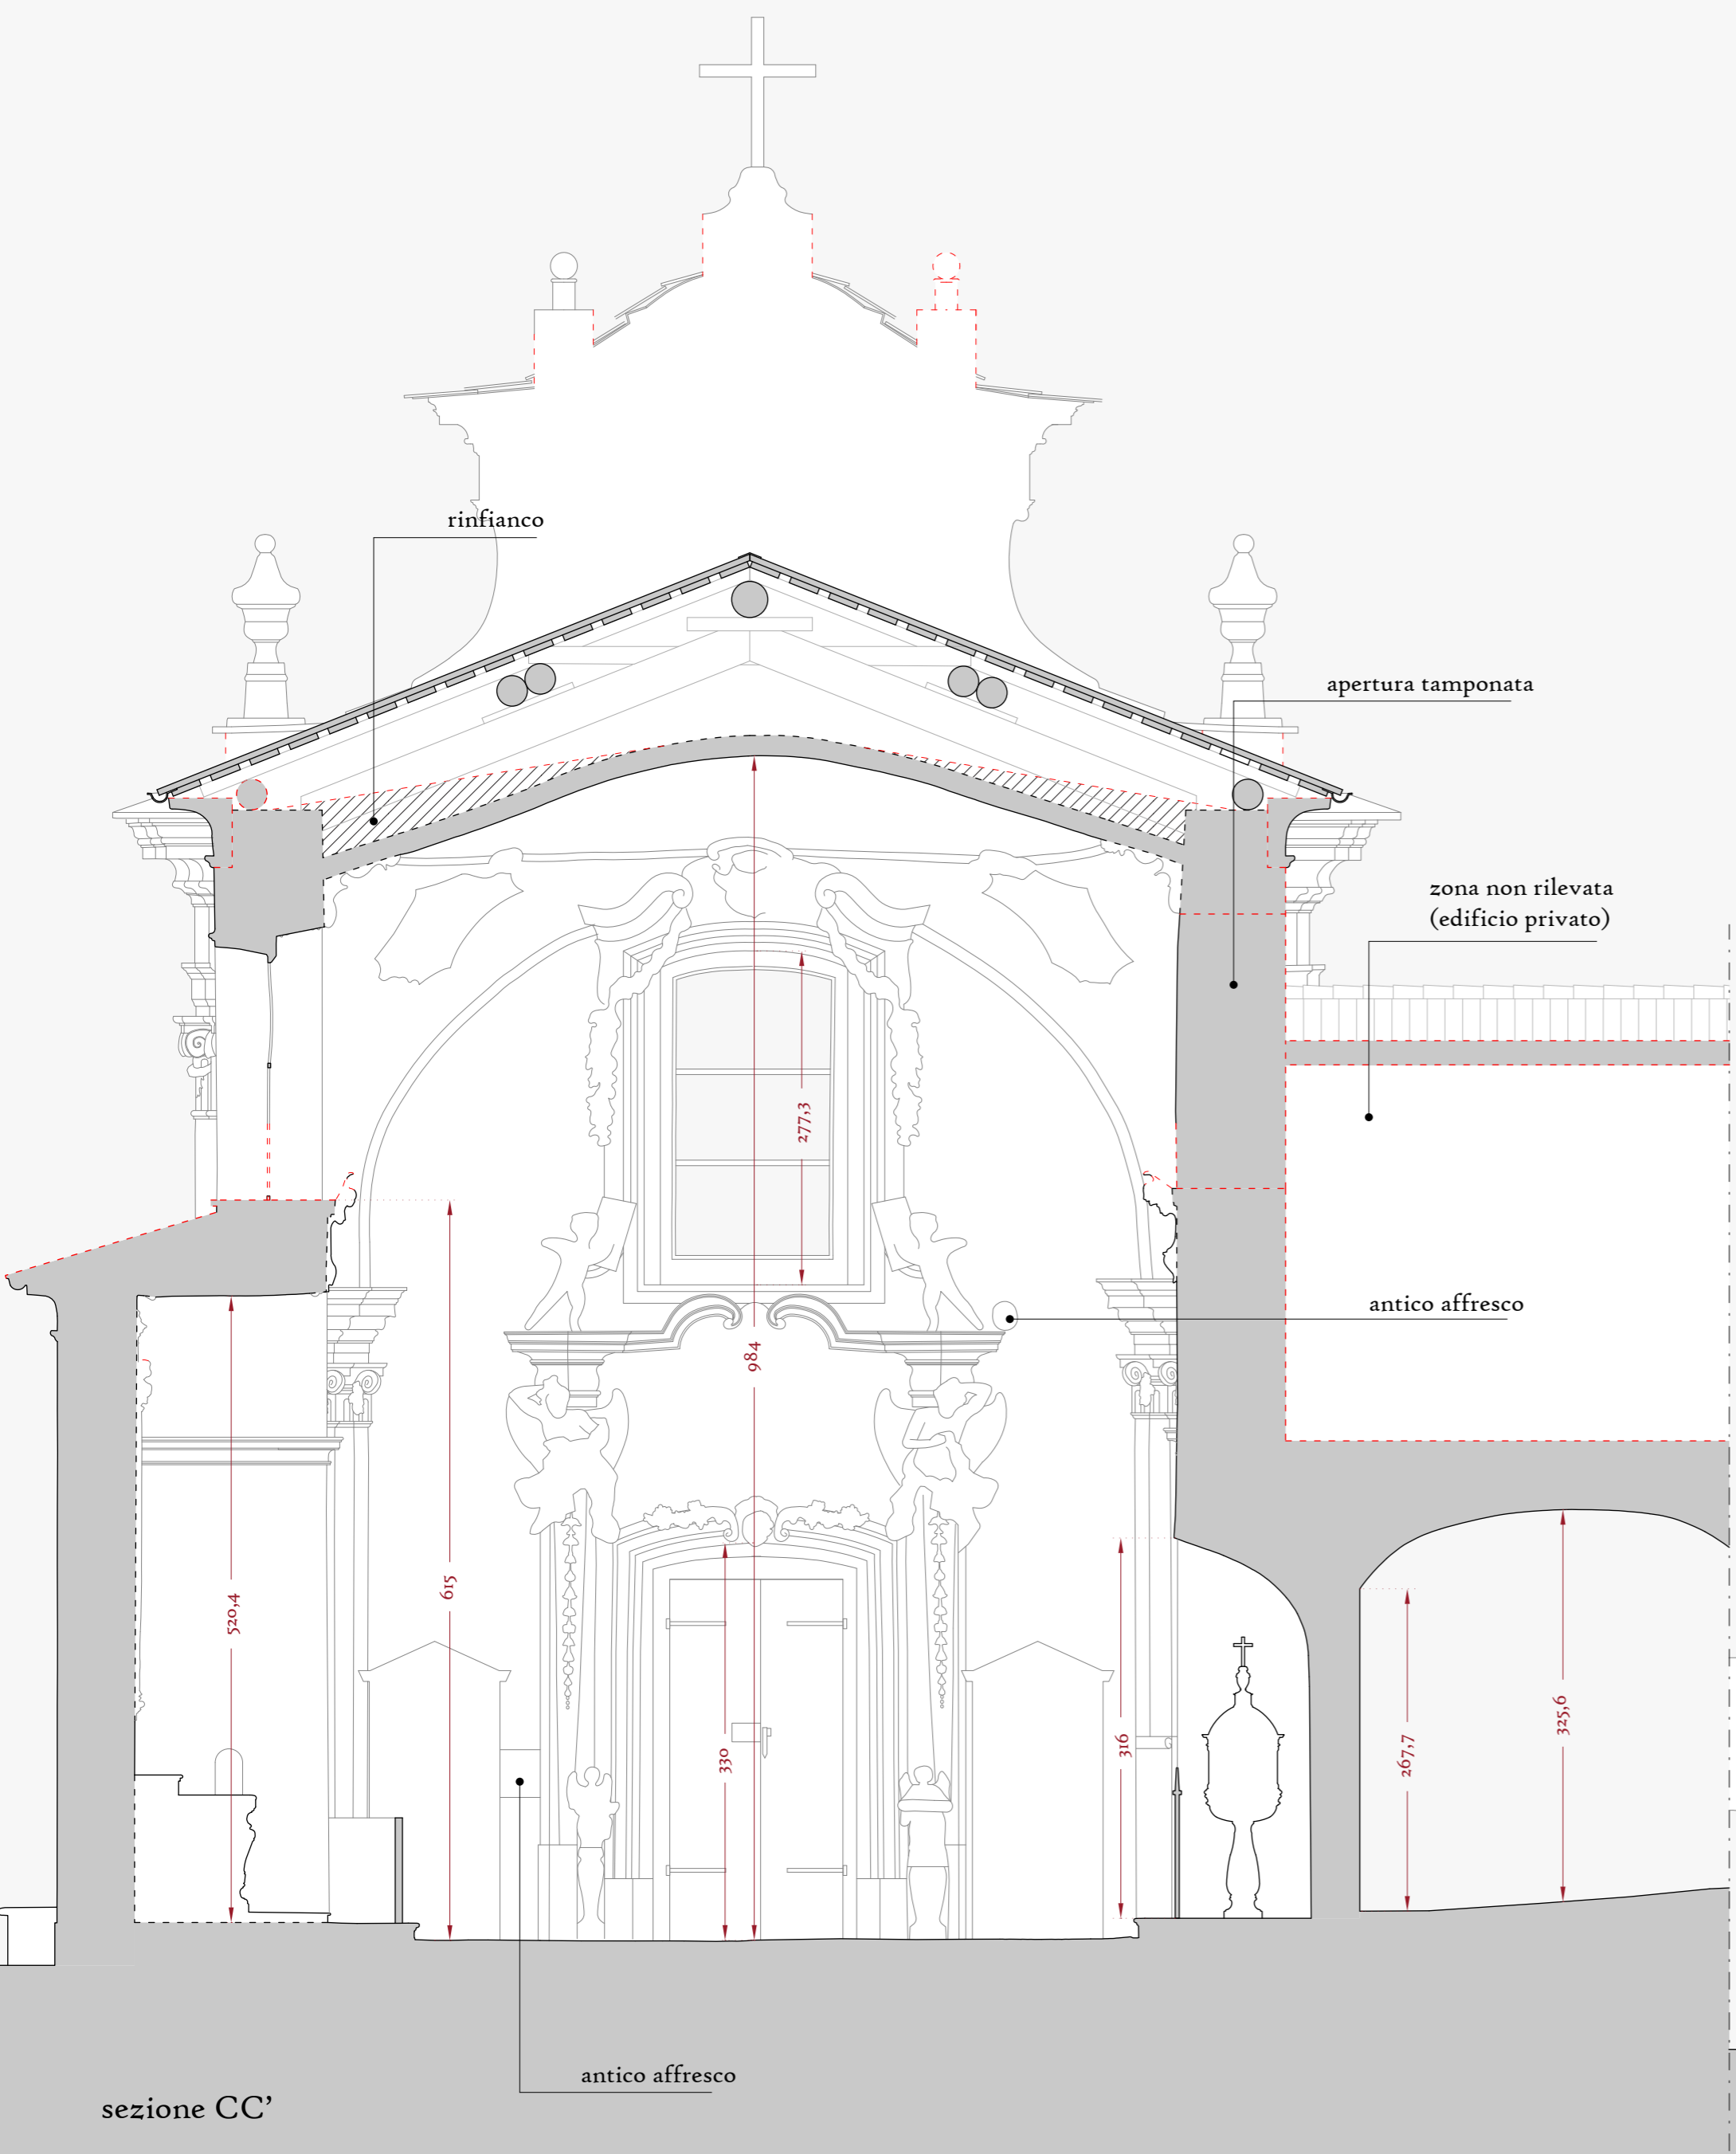 rinfianco
apertura tamponata
zona non rilevata
(edificio privato)
277,3
antico affresco
984
615
520,4
330
316
267,7
325,6
antico affresco
sezione CC’